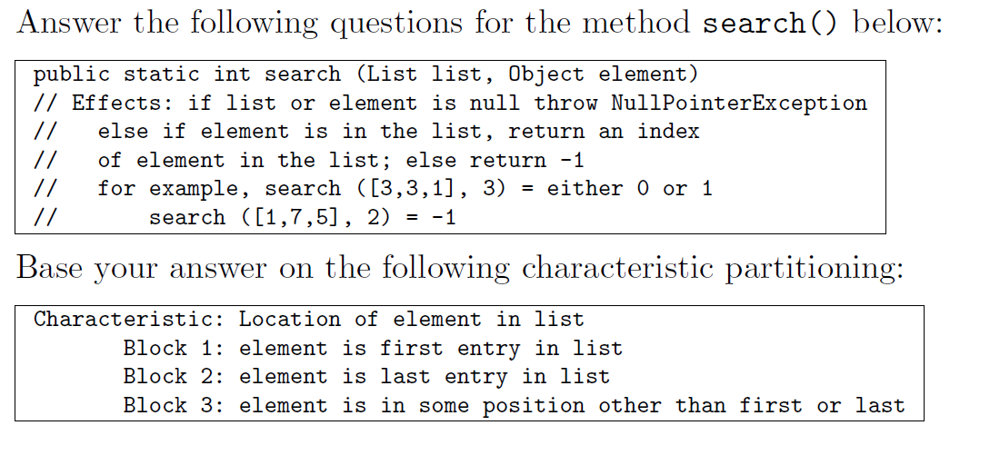 Answer the following questions for the method search() below:
public static int search (List list, Object element)
// Effects: if list or element is null throw NullPointerException
//   else if element is in the list, return an index
//   of element in the list; else return -1
//   for example, search ([3,3,1], 3) = either 0 or 1
//       search ([1,7,5], 2) = -1
Base your answer on the following characteristic partitioning:
Characteristic: Location of element in list
Block 1: element is first entry in list
Block 2: element is last entry in list
Block 3: element is in some position other than first or last